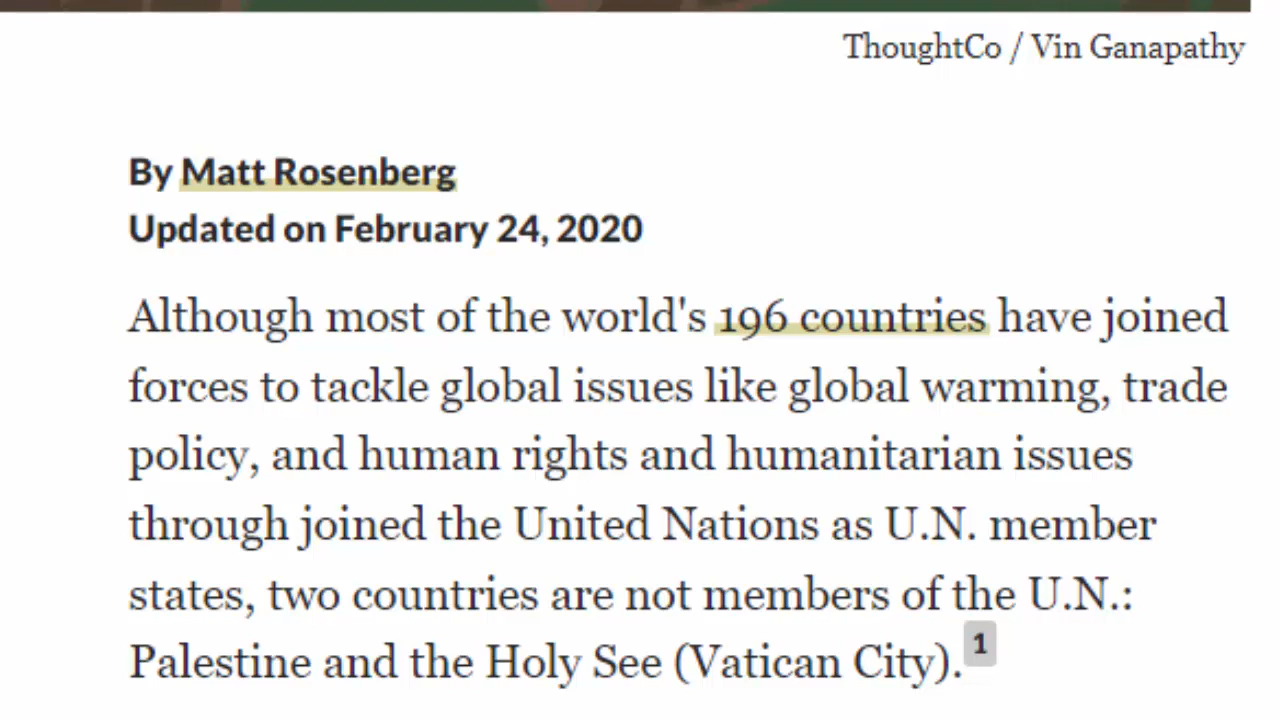 ThoughtCo / Vin Ganapathy
By Matt Rosenberg
Updated on February 24, 2020
Although most of the world's 196 countries have joined
forces to tackle global issues like global warming, trade
policy, and human rights and humanitarian issues
through joined the United Nations as U.N. member
states, two countries are not members of the U.N.:
Palestine and the Holy See (Vatican City). 1